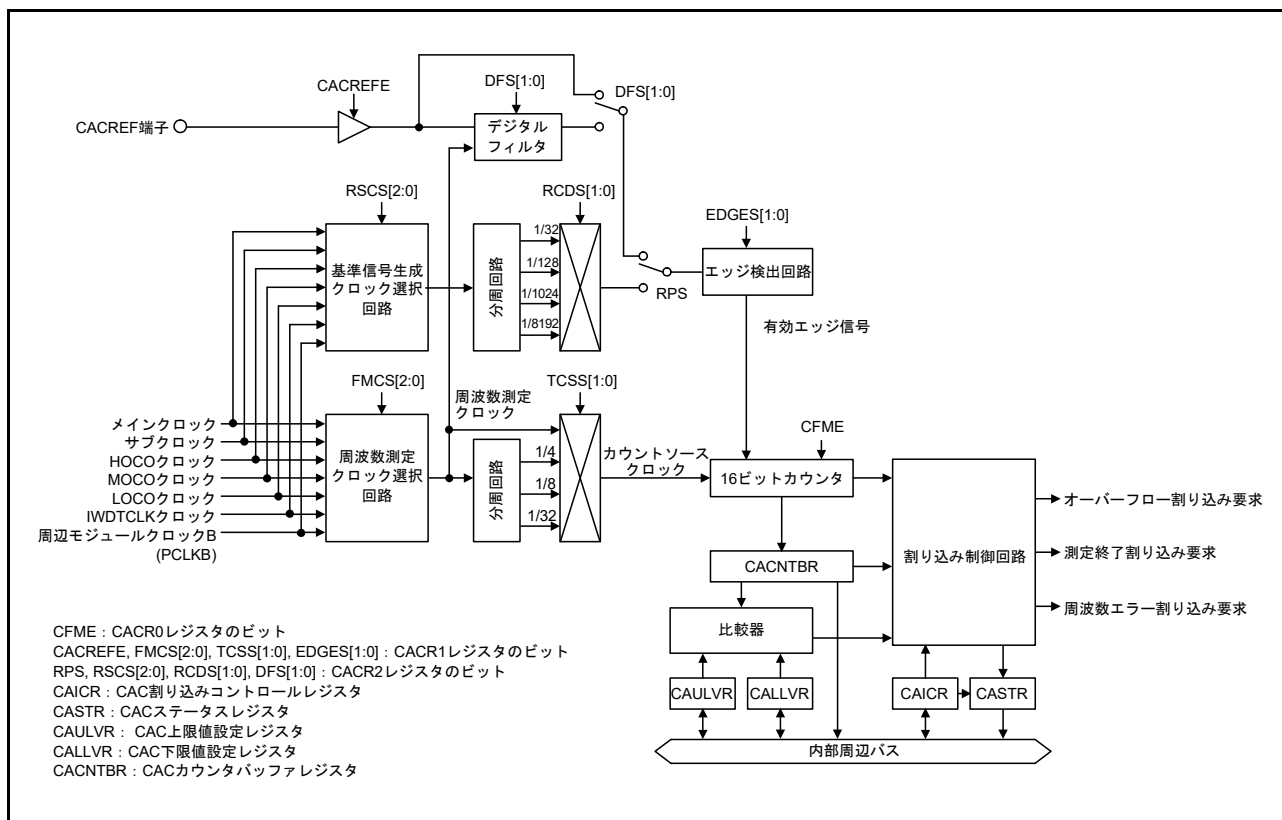 CACREFE
DFS[1:0]
DFS[1:0]
CACREF端子
デジタル
フィルタ
RSCS[2:0]
RCDS[1:0]
EDGES[1:0]
基準信号生成
クロック選択
回路
分周回路
1/32
1/128
1/1024
1/8192
RPS
エッジ検出回路
有効エッジ信号
FMCS[2:0]
周波数測定
クロック
TCSS[1:0]
CFME
メインクロック
サブクロック
HOCOクロック
MOCOクロック
LOCOクロック
IWDTCLKクロック
周辺モジュールクロックB
(PCLKB)
周波数測定
クロック選択
回路
分周回路
1/4
1/8
1/32
カウントソース
クロック
16ビットカウンタ
割り込み制御回路
オーバーフロー割り込み要求
測定終了割り込み要求
周波数エラー割り込み要求
CACNTBR
比較器
CAULVR
CALLVR
CAICR
CASTR
内部周辺バス
CFME：CACR0レジスタのビット
CACREFE, FMCS[2:0], TCSS[1:0], EDGES[1:0]：CACR1レジスタのビット
RPS, RSCS[2:0], RCDS[1:0], DFS[1:0]：CACR2レジスタのビット
CAICR：CAC割り込みコントロールレジスタ
CASTR：CACステータスレジスタ
CAULVR： CAC上限値設定レジスタ
CALLVR：CAC下限値設定レジスタ
CACNTBR：CACカウンタバッファレジスタ